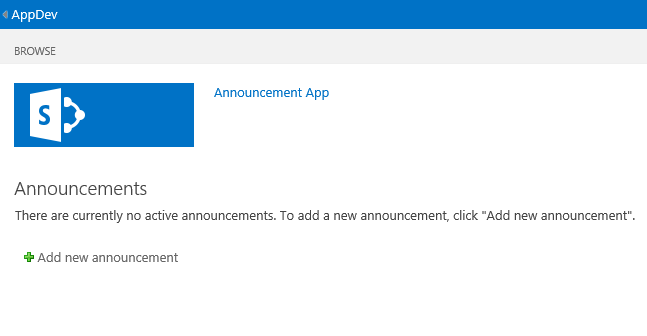 AppDev
BROWSE
S
Announcement App
Announcements
There are currently no active announcements. To add a new announcement, click "Add new announcement".
Add new announcement